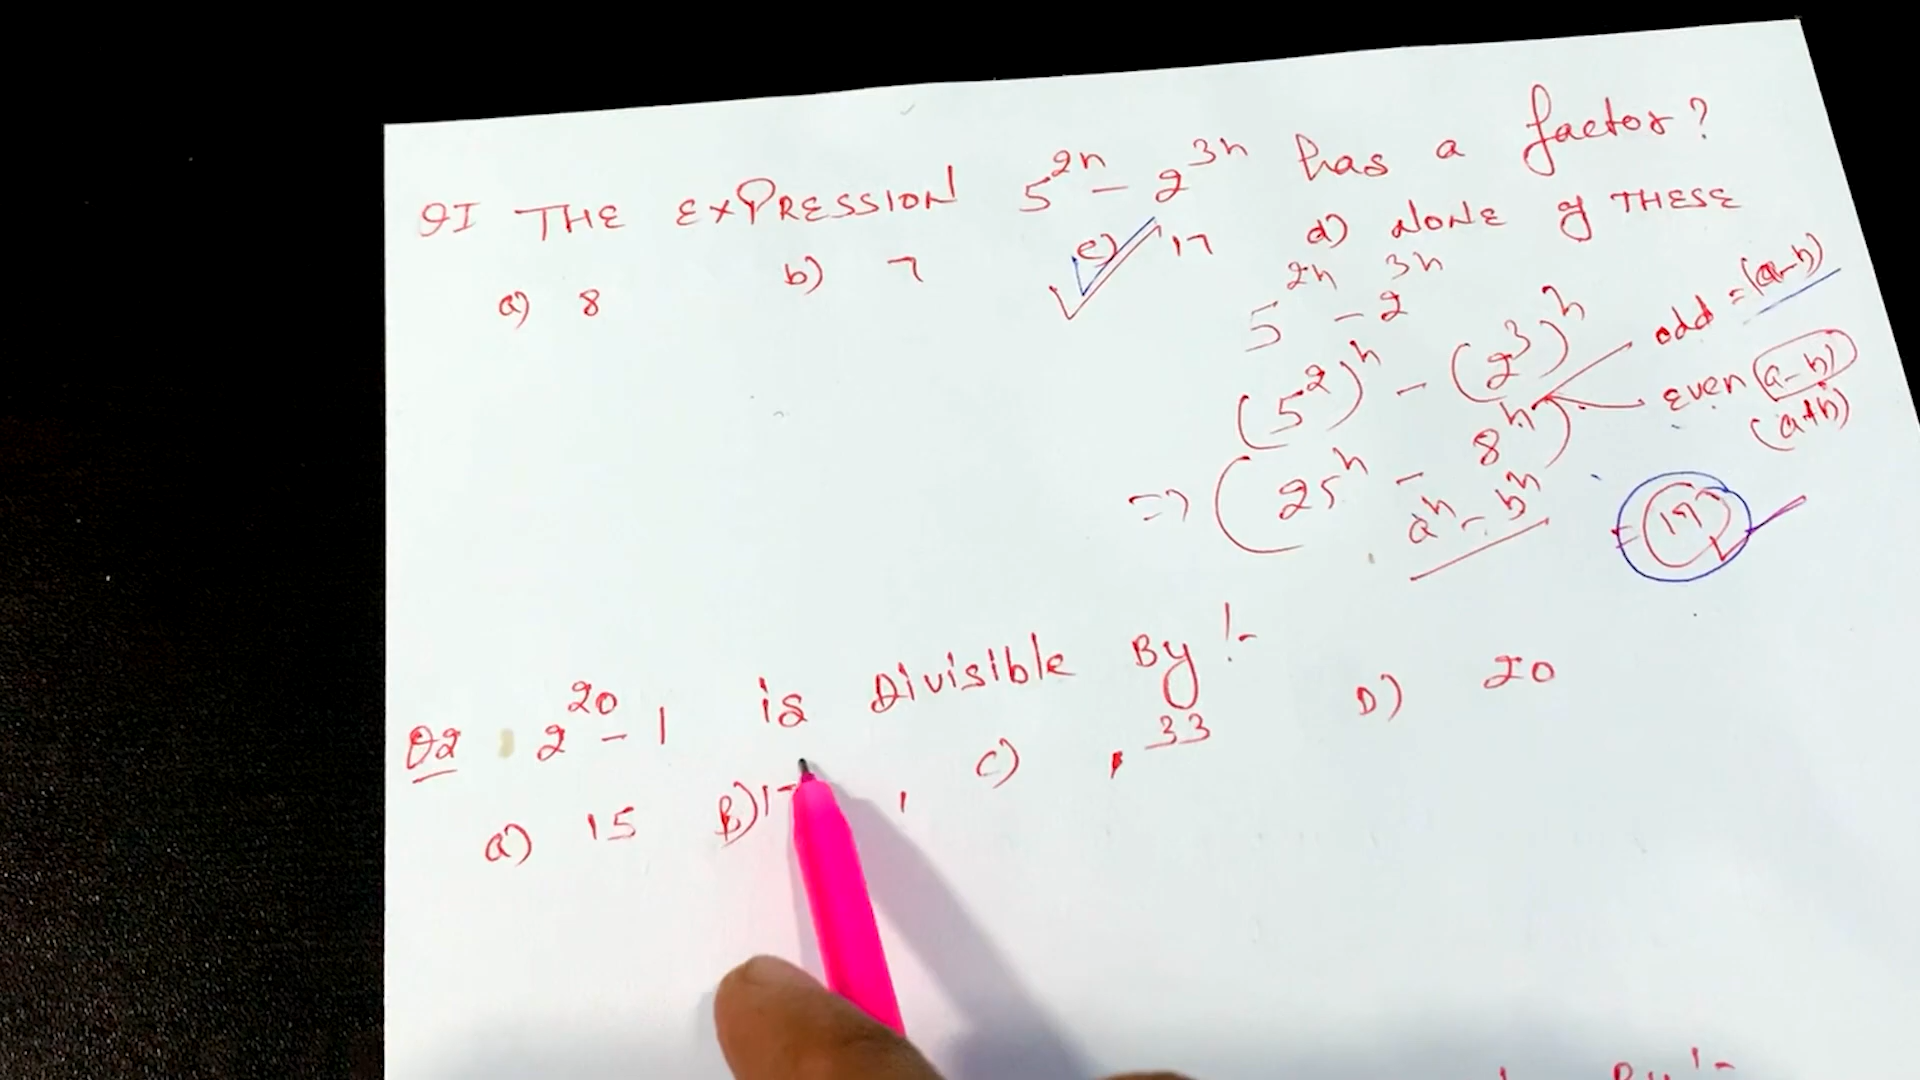 Q1 THE EXPRESSION 5^2n - 2^3n has a factor?
a) 8 b) 7 c) 17 d) NONE of THESE
5^2n - 2^3n
(5^2)^n - (2^3)^n
odd = (a-b)
even (a-b)
(a+b)
=> (25^n - 8^n)
a^n - b^n
= 17
Q2 2^20 - 1 is Divisible By :-
a) 15 B) 1 , C) 33 D) 20
By :-